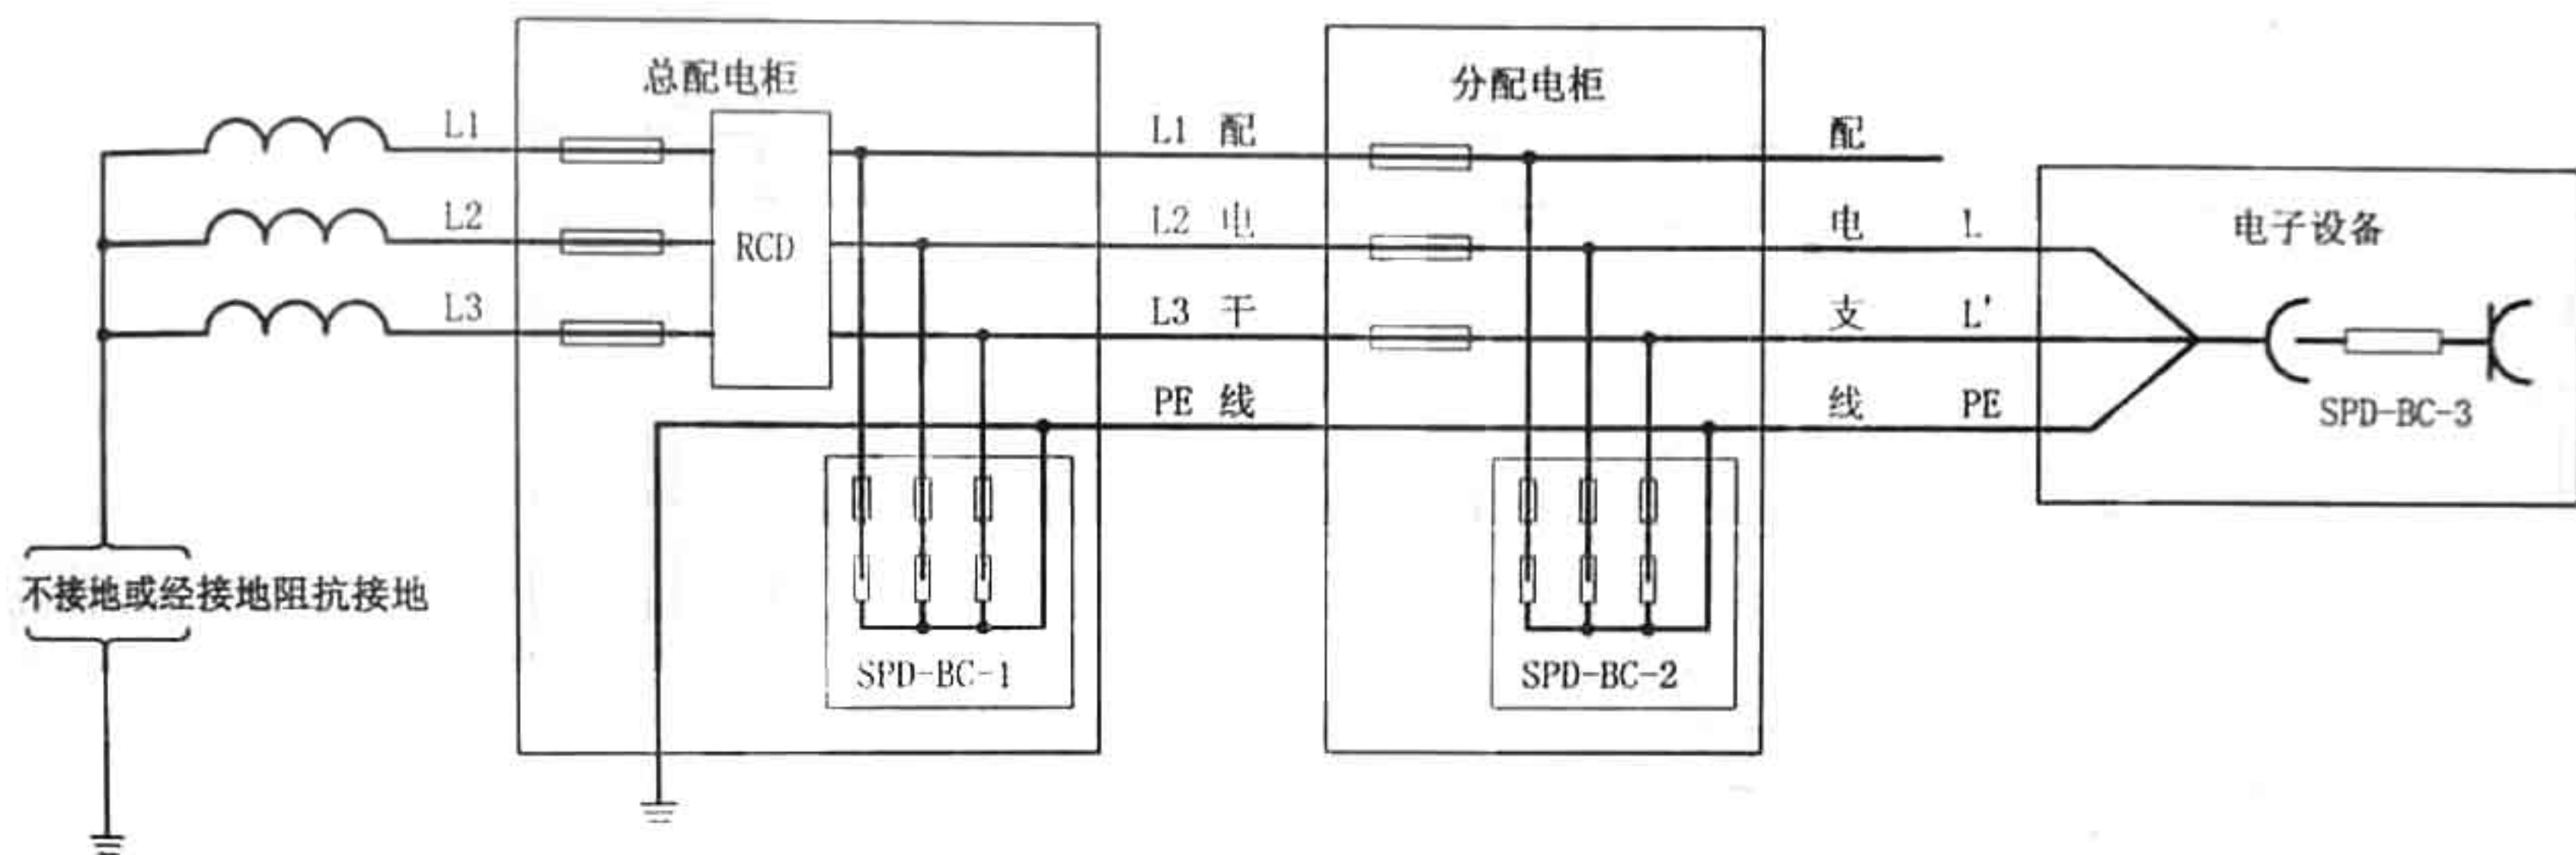 总配电柜
分配电柜
L1
L1 配
配
L2
RCD
L2 电
电 L
电子设备
L3
L3 干
支 L'
PE 线
线 PE
SPD-BC-3
不接地或经接地阻抗接地
SPD-BC-1
SPD-BC-2